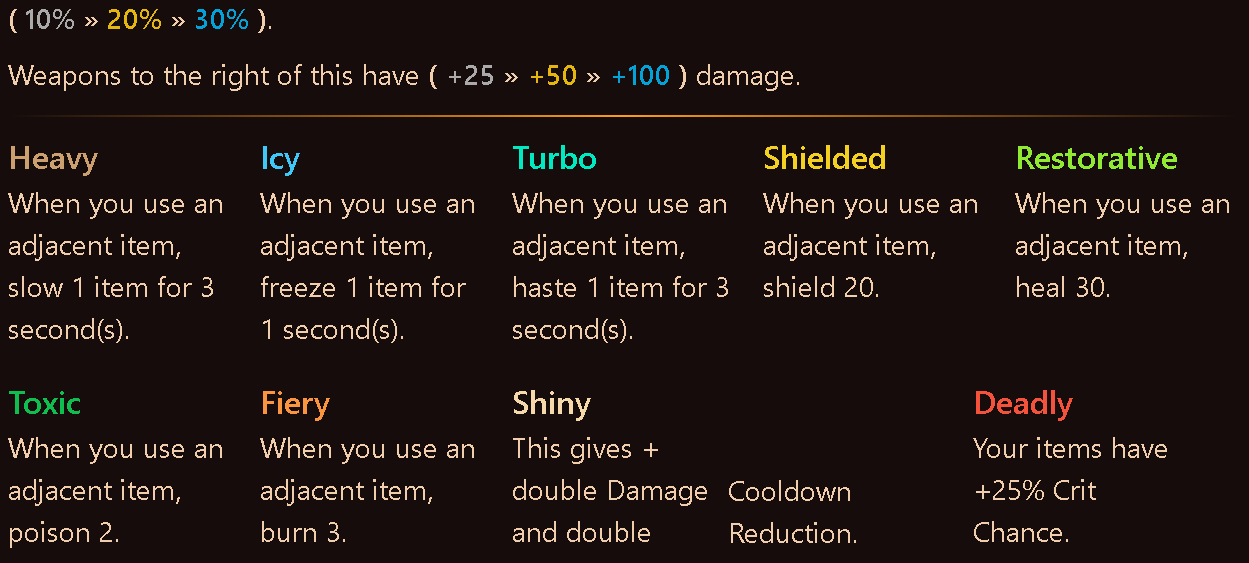 ( 10% » 20% » 30% ).
Weapons to the right of this have ( +25 » +50 » +100 ) damage.
Heavy
When you use an
adjacent item,
slow 1 item for 3
second(s).
Icy
When you use an
adjacent item,
freeze 1 item for
1 second(s).
Turbo
When you use an
adjacent item,
haste 1 item for 3
second(s).
Shielded
When you use an
adjacent item,
shield 20.
Restorative
When you use an
adjacent item,
heal 30.
Toxic
When you use an
adjacent item,
poison 2.
Fiery
When you use an
adjacent item,
burn 3.
Shiny
This gives +
double Damage
and double
Cooldown
Reduction.
Deadly
Your items have
+25% Crit
Chance.